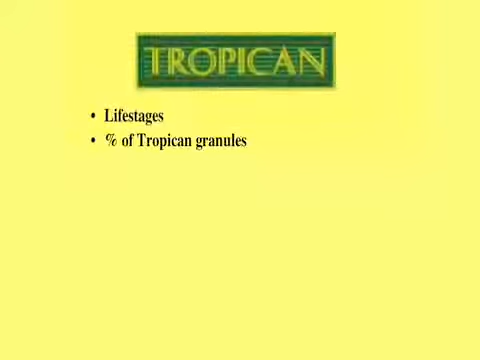 TROPICAN
• Lifestages
• % of Tropican granules